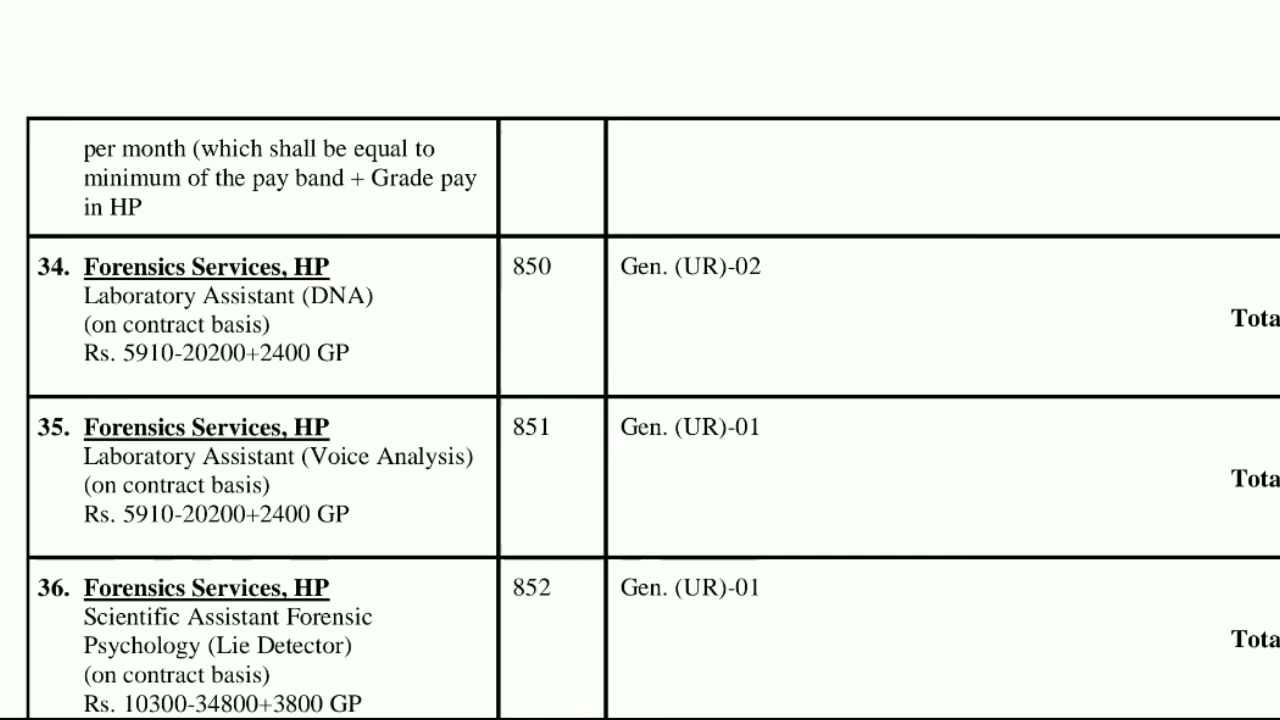 per month (which shall be equal to
minimum of the pay band + Grade pay
in HP
34. Forensics Services, HP 850 Gen. (UR)-02
Laboratory Assistant (DNA)
(on contract basis)
Tota
Rs. 5910-20200+2400 GP
35. Forensics Services, HP 851 Gen. (UR)-01
Laboratory Assistant (Voice Analysis)
(on contract basis)
Tota
Rs. 5910-20200+2400 GP
36. Forensics Services, HP 852 Gen. (UR)-01
Scientific Assistant Forensic
Psychology (Lie Detector)
Tota
(on contract basis)
Rs. 10300-34800+3800 GP